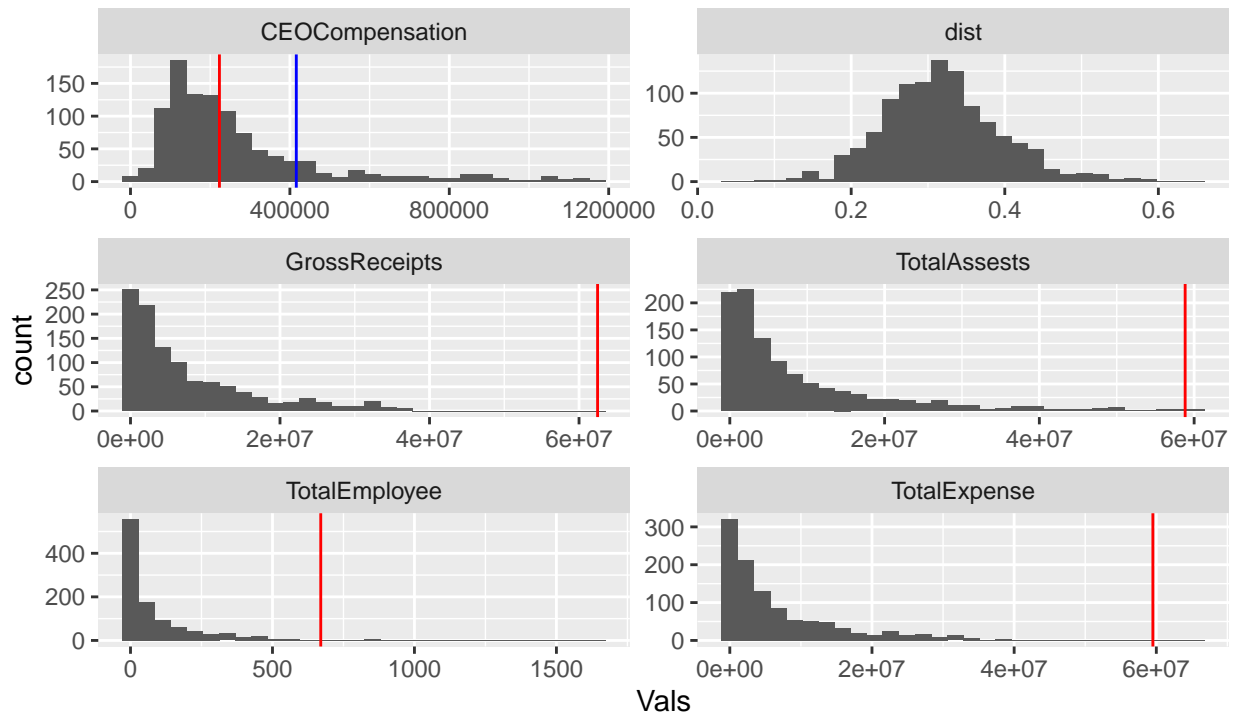 CEOCompensation
dist
150
100
50
0
0
400000
800000
1200000
100
50
0
0.0
0.2
0.4
0.6
GrossReceipts
TotalAssests
250
200
150
100
50
0
0e+00
2e+07
4e+07
6e+07
200
150
100
50
0
0e+00
2e+07
4e+07
6e+07
count
TotalEmployee
TotalExpense
400
200
0
0
500
1000
1500
300
200
100
0
0e+00
2e+07
4e+07
6e+07
Vals